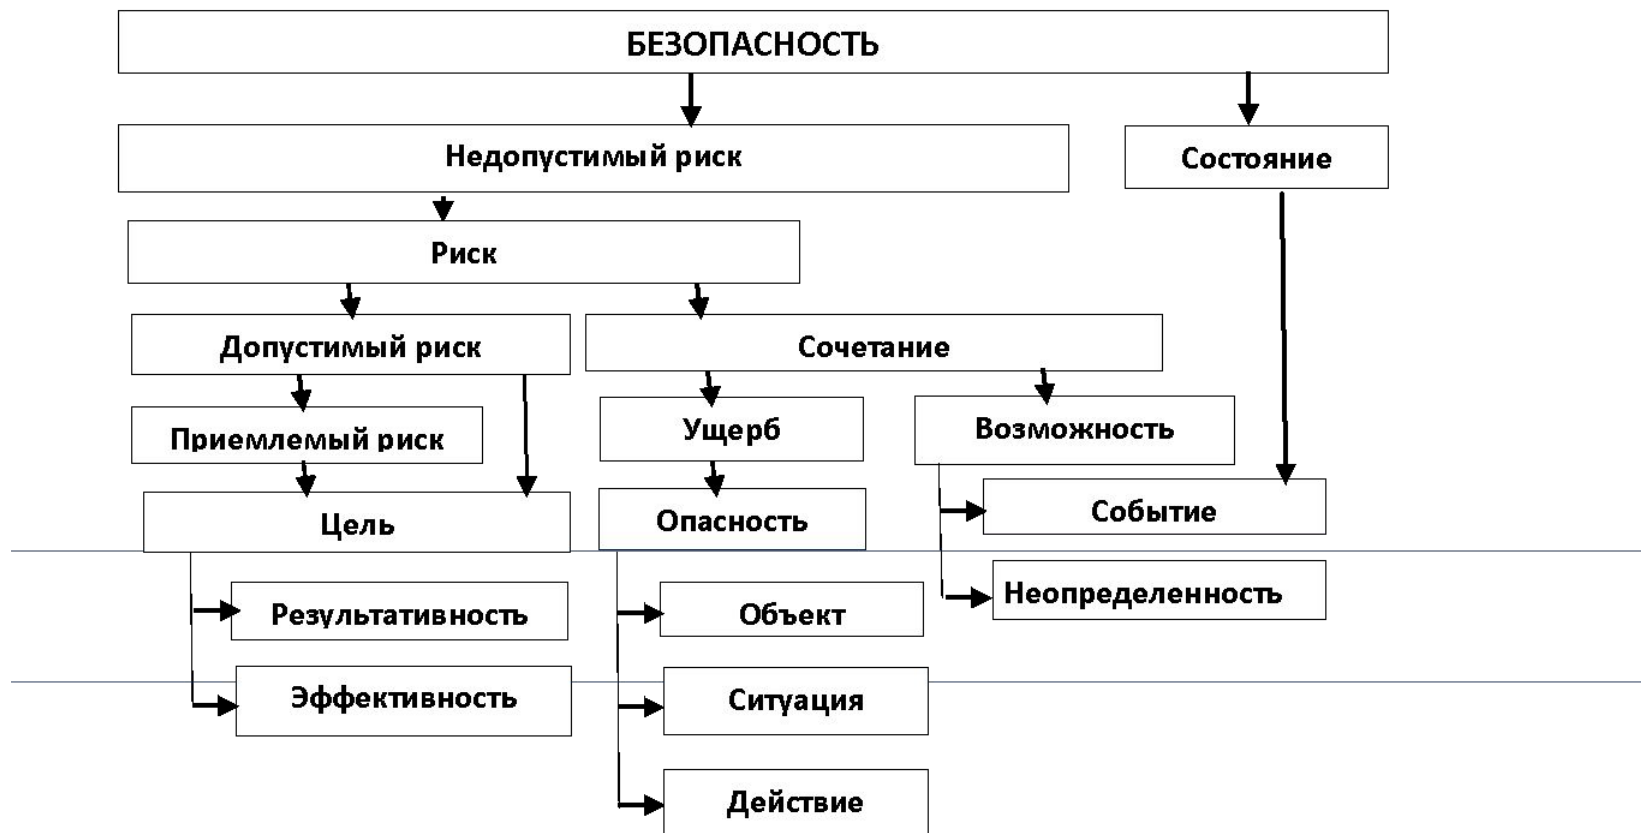 БЕЗОПАСНОСТЬ
Недопустимый риск
Состояние
Риск
Допустимый риск
Сочетание
Приемлемый риск
Ущерб
Возможность
Цель
Опасность
Событие
Результативность
Объект
Неопределенность
Эффективность
Ситуация
Действие